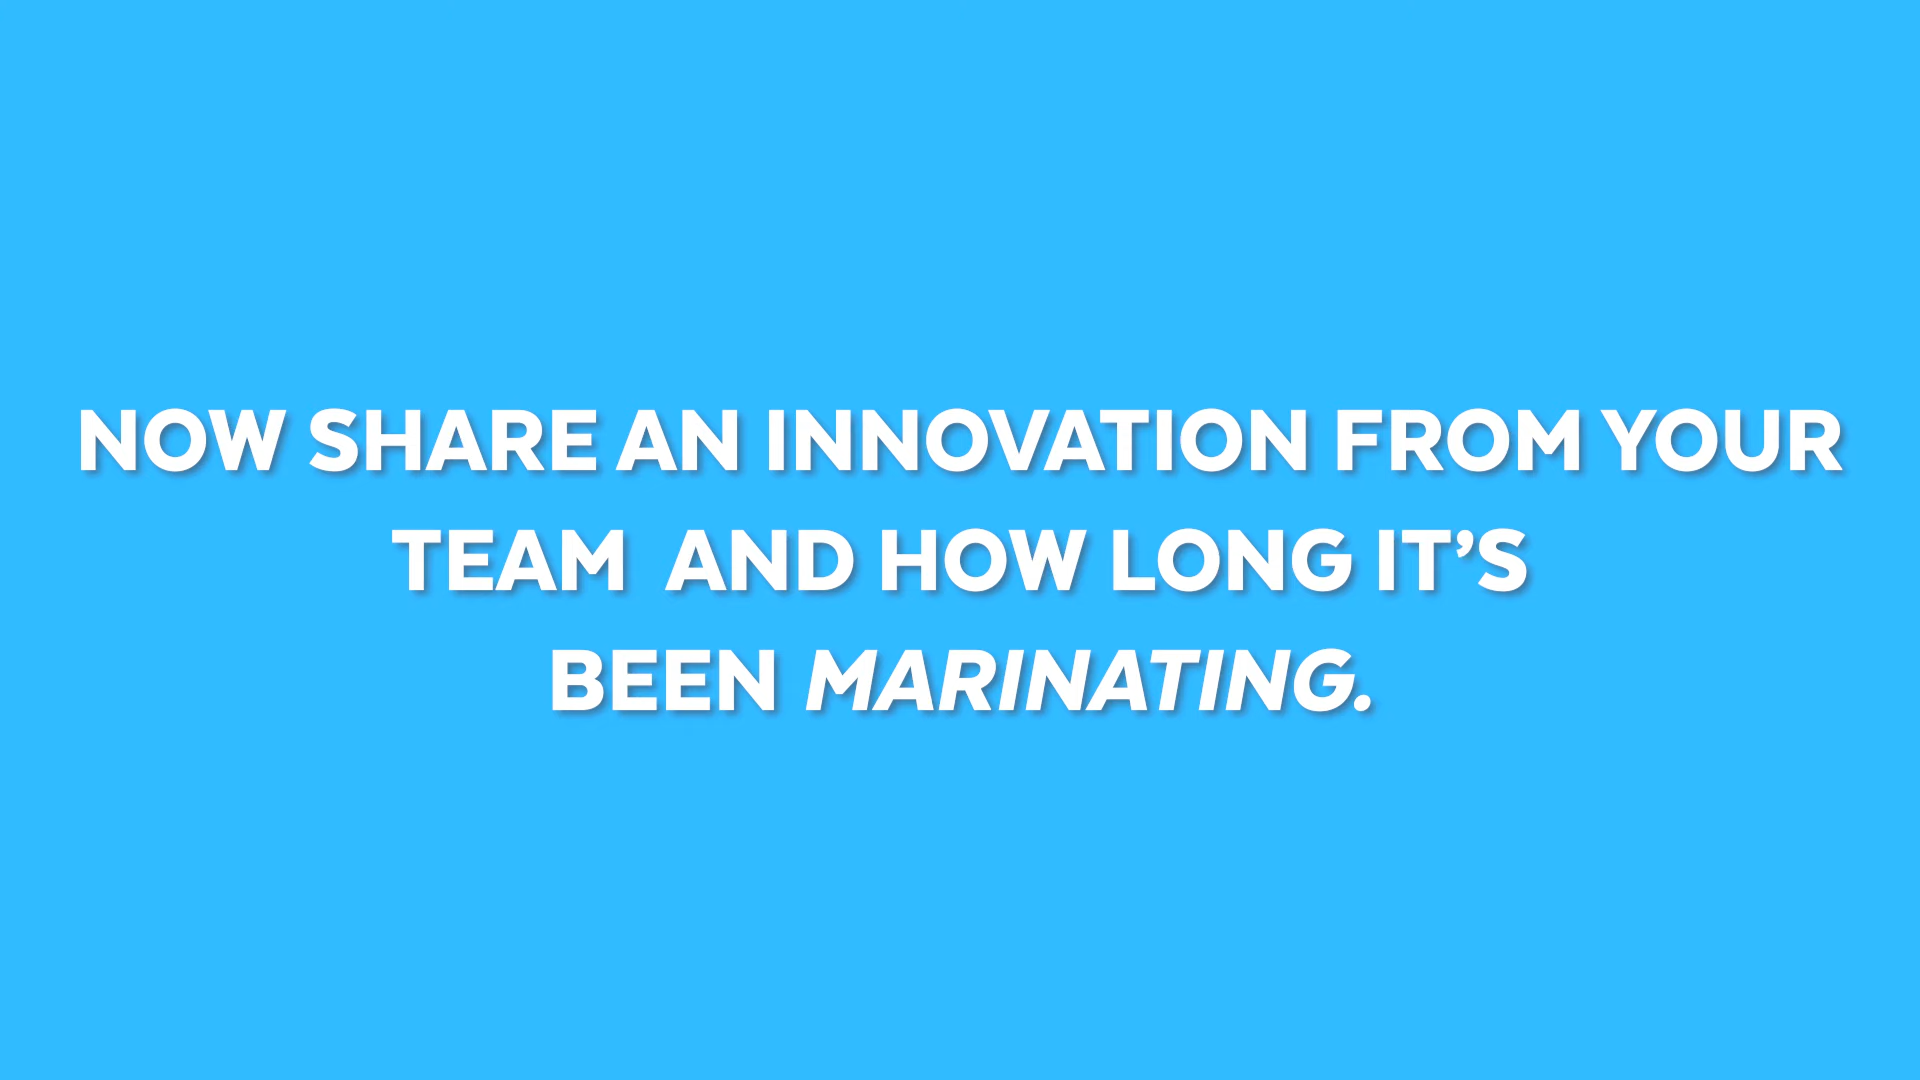 NOW SHARE AN INNOVATION FROM YOUR
TEAM  AND HOW LONG IT’S
BEEN MARINATING.